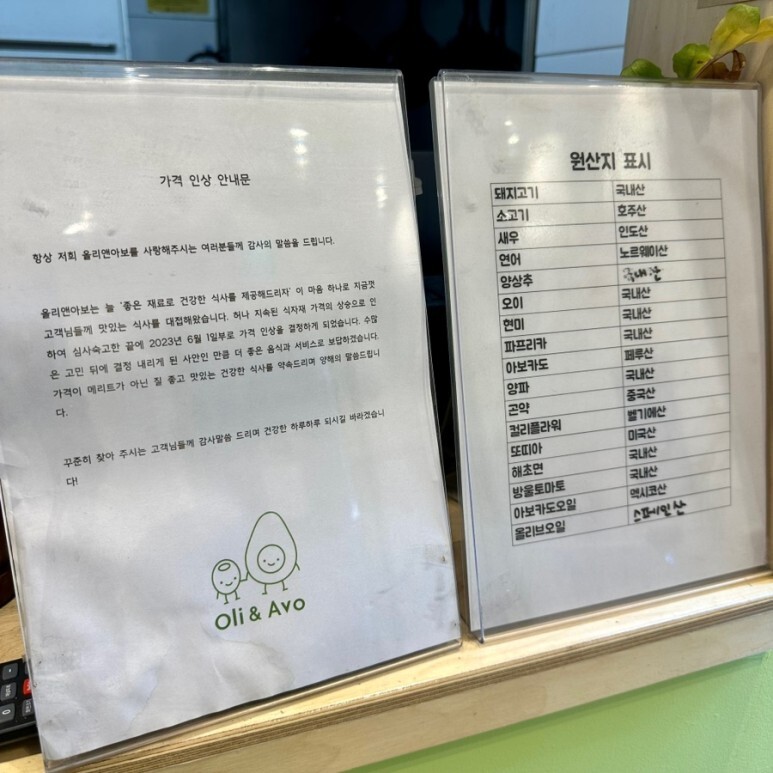 가격 인상 안내문
항상 저희 올리앤아보를 사랑해주시는 여러분들께 감사의 말씀을 드립니다.
올리앤아보는 늘 '좋은 재료로 건강한 식사를 제공해드리자' 이 마음 하나로 지금껏
고객님들께 맛있는 식사를 대접해왔습니다. 허나 지속된 식자재 가격의 상승으로 인
하여 심사숙고한 끝에 2023년 6월 1일부로 가격 인상을 결정하게 되었습니다. 수많
은 고민 뒤에 결정 내리게 된 사안인 만큼 더 좋은 음식과 서비스로 보답하겠습니다.
가격이 메리트가 아닌 질 좋고 맛있는 건강한 식사를 약속드리며 양해의 말씀드립니
다.
꾸준히 찾아 주시는 고객님들께 감사말씀 드리며 건강한 하루하루 되시길 바라겠습니
다!
Oli & Avo
원산지 표시
돼지고기 국내산
소고기 호주산
새우 인도산
연어 노르웨이산
양상추 국내산
오이 국내산
현미 국내산
파프리카 국내산
아보카도 페루산
양파 국내산
곤약 중국산
컬리플라워 벨기에산
또띠아 미국산
해초면 국내산
방울토마토 국내산
아보카도오일 멕시코산
올리브오일 스페인산